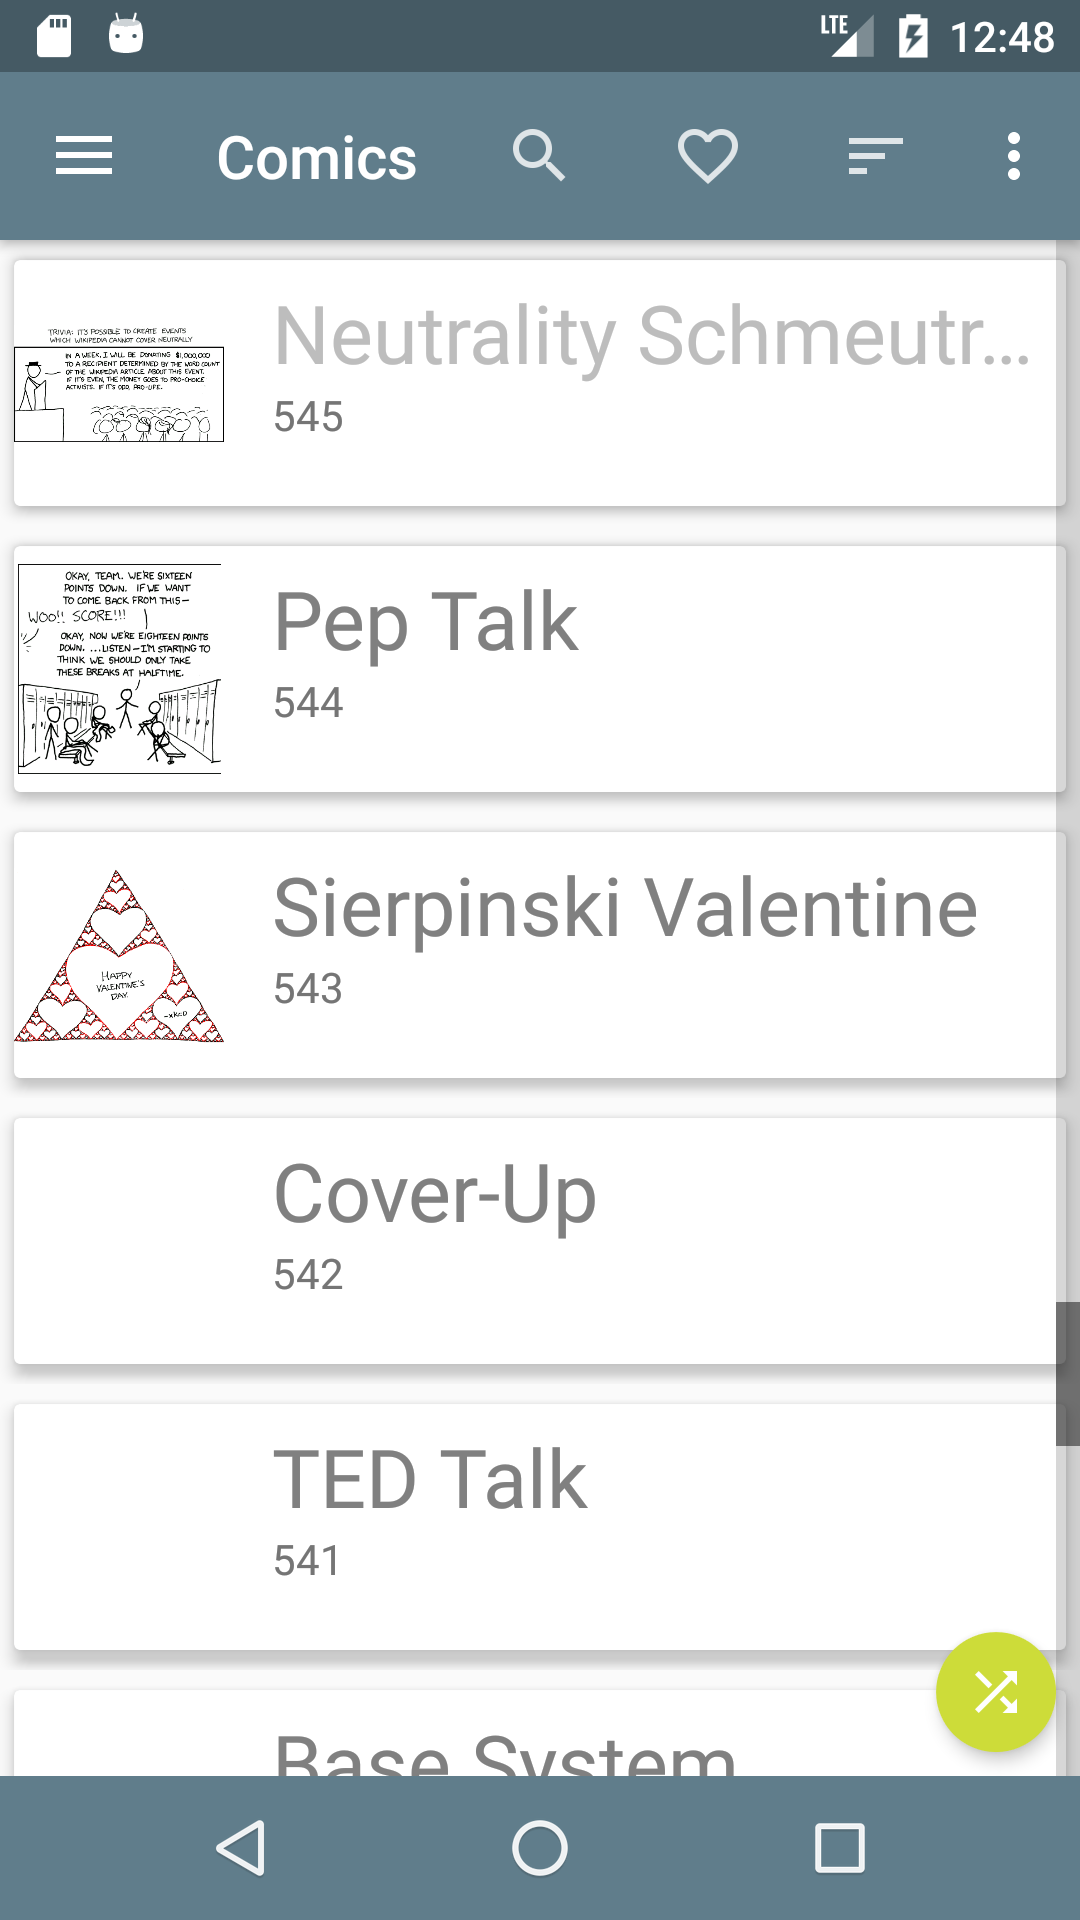 LTE
12:48
Comics
Neutrality Schmeutr...
545
TRIVIA: IT'S POSSIBLE TO CREATE EVENTS
WHICH WIKIPEDIA CANNOT COVER NEUTRALLY
IN A WEEK, I WILL BE DONATING $1,000,000
TO A RECIPIENT DETERMINED BY THE WORD COUNT
OF THE WIKIPEDIA ARTICLE ABOUT THIS EVENT.
IF IT'S EVEN, THE MONEY GOES TO PRO-CHOICE
ACTIVISTS. IF IT'S ODD, PRO-LIFE.
Pep Talk
544
OKAY, TEAM. WE'RE SIXTEEN
POINTS DOWN. IF WE WANT
TO COME BACK FROM THIS—
WOO!! SCORE!!!
OKAY, NOW WE'RE EIGHTEEN POINTS
DOWN. ...LISTEN—I'M STARTING TO
THINK WE SHOULD ONLY TAKE
THESE BREAKS AT HALFTIME.
Sierpinski Valentine
543
HAPPY
VALENTINE'S
DAY.
-XKCD
Cover-Up
542
TED Talk
541
Base System